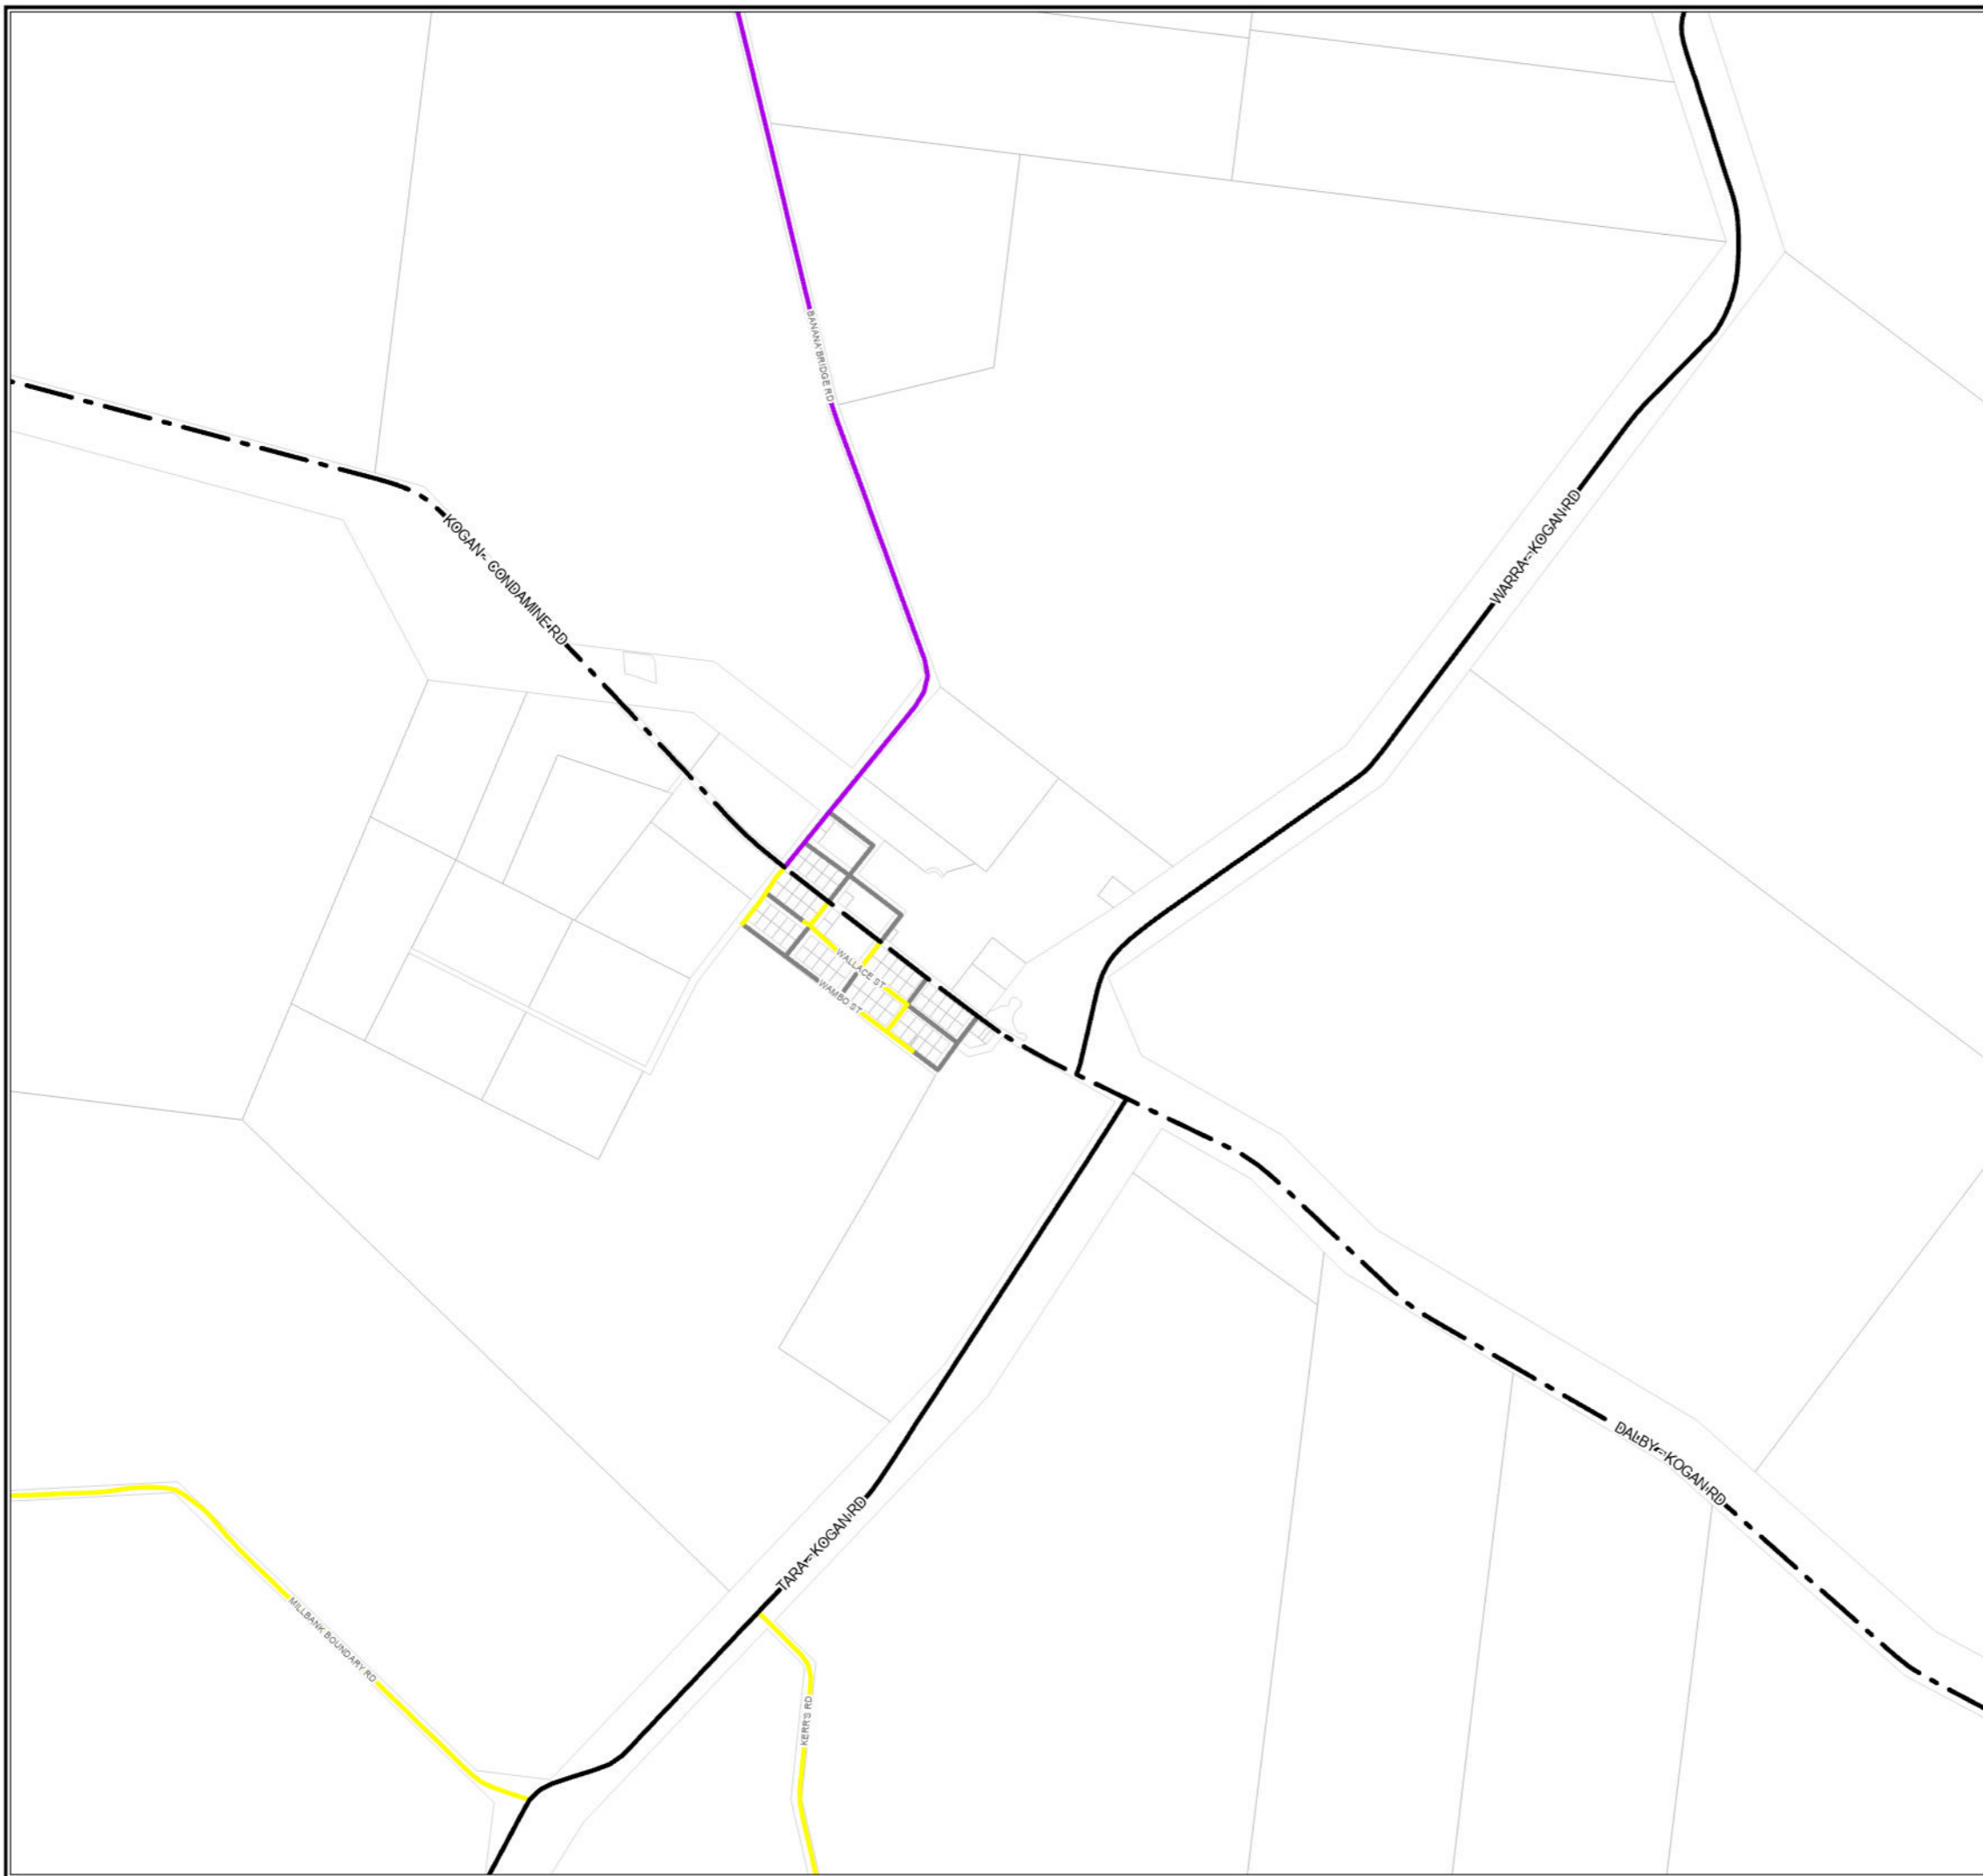 BANANA BRIDGE RD
KOGAN - CONDAMINE RD
WARRA - KOGAN RD
WALLACE ST
WAMBO ST
DALBY - KOGAN RD
TARA - KOGAN RD
MILLBANK BOUNDARY RD
KERR'S RD